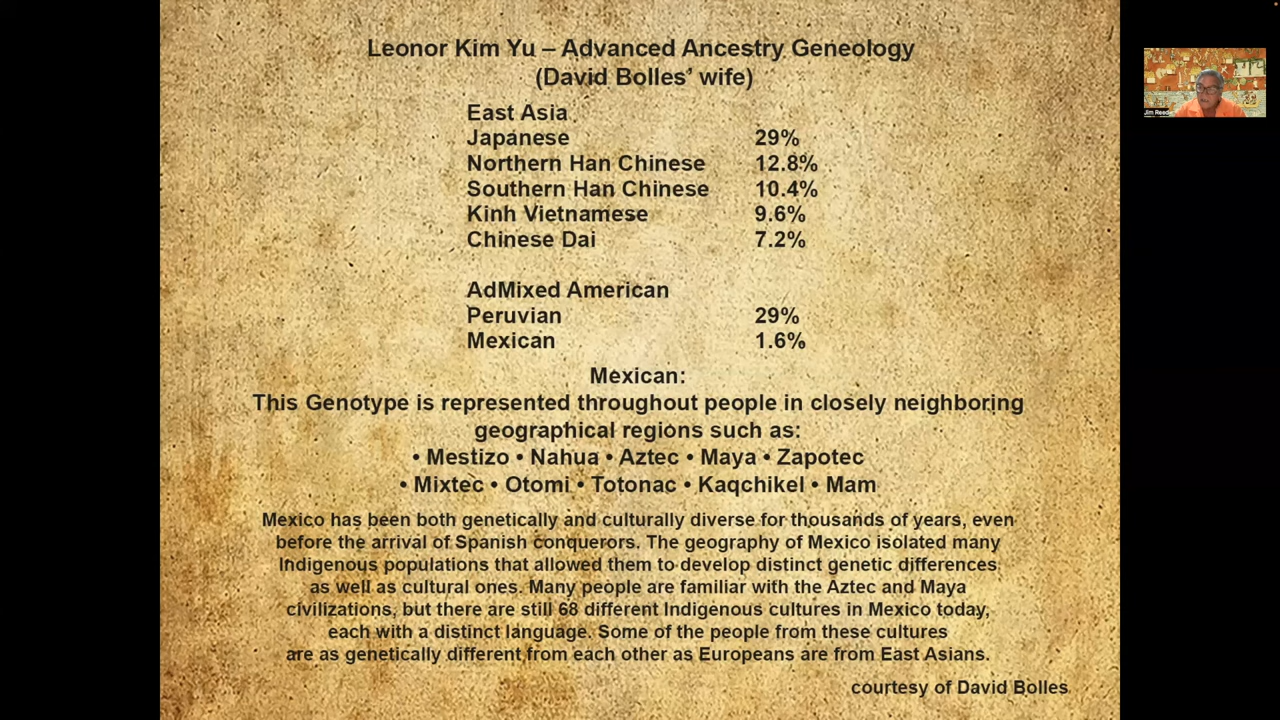 Leonor Kim Yu – Advanced Ancestry Geneology
(David Bolles' wife)
East Asia
Japanese 29%
Northern Han Chinese 12.8%
Southern Han Chinese 10.4%
Kinh Vietnamese 9.6%
Chinese Dai 7.2%
AdMixed American
Peruvian 29%
Mexican 1.6%
Mexican:
This Genotype is represented throughout people in closely neighboring
geographical regions such as:
• Mestizo • Nahua • Aztec • Maya • Zapotec
• Mixtec • Otomi • Totonac • Kaqchikel • Mam
Mexico has been both genetically and culturally diverse for thousands of years, even
before the arrival of Spanish conquerors. The geography of Mexico isolated many
Indigenous populations that allowed them to develop distinct genetic differences
as well as cultural ones. Many people are familiar with the Aztec and Maya
civilizations, but there are still 68 different Indigenous cultures in Mexico today,
each with a distinct language. Some of the people from these cultures
are as genetically different from each other as Europeans are from East Asians.
courtesy of David Bolles
Jim Reed